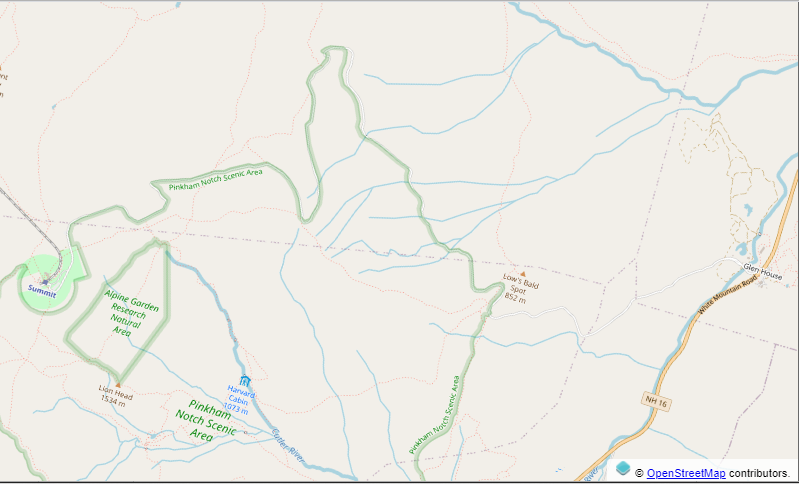 Pinkham Notch Scenic Area
Summit
Alpine Garden
Research
Natural
Area
Low's Bald
Spot
852 m
Glen House
White Mountain Road
Lion Head
1534 m
Harvard
Cabin
1073 m
Pinkham
Notch Scenic
Area
Cutler River
Pinkham Notch Scenic Area
NH 16
River
© OpenStreetMap contributors.